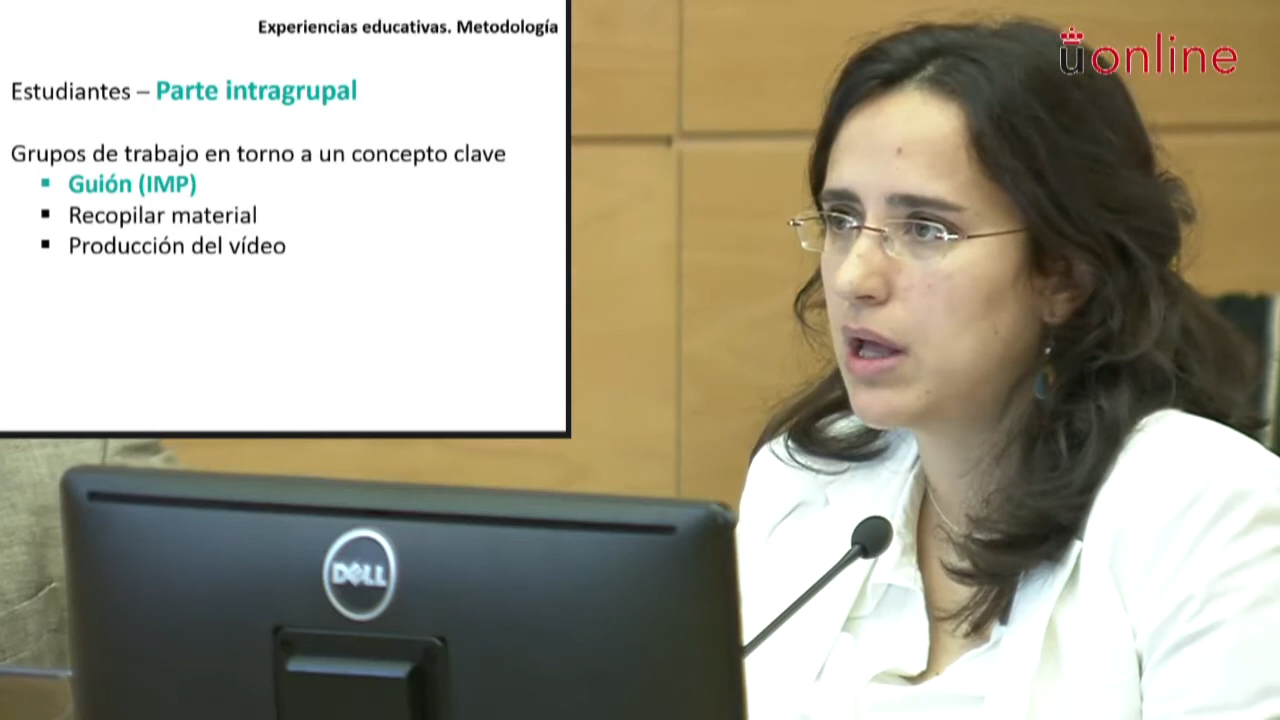 Experiencias educativas. Metodología
uonline
Estudiantes – Parte intragrupal
Grupos de trabajo en torno a un concepto clave
▪ Guión (IMP)
▪ Recopilar material
▪ Producción del vídeo
DELL